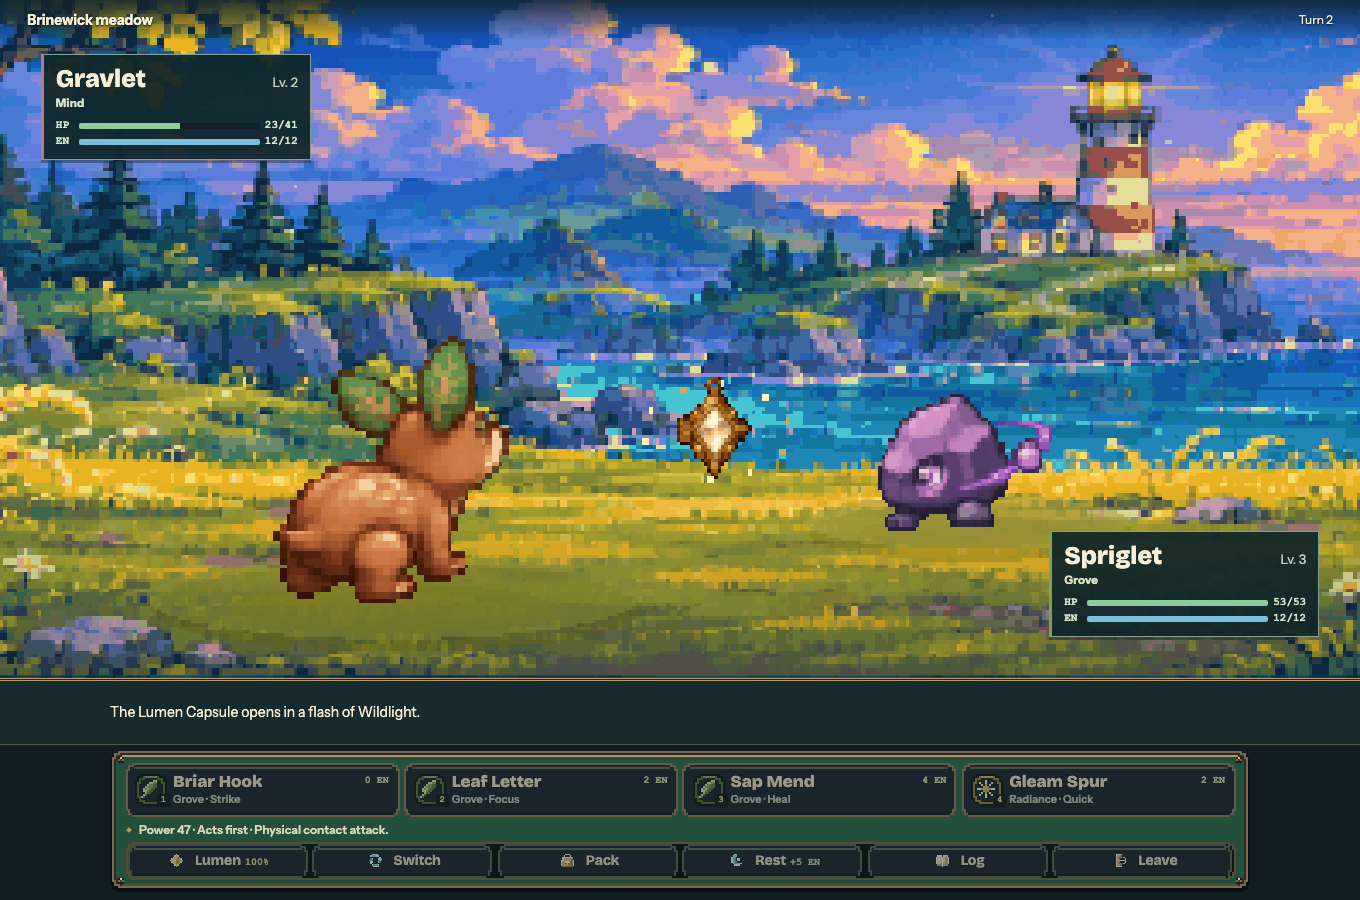 Brinewick meadow
Turn 2
Gravlet
Lv. 2
Mind
HP 23/41
EN 12/12
Spriglet
Lv. 3
Grove
HP 53/53
EN 12/12
The Lumen Capsule opens in a flash of Wildlight.
Briar Hook 0 EN
Grove·Strike
1
Leaf Letter 2 EN
Grove·Focus
2
Sap Mend 4 EN
Grove·Heal
3
Gleam Spur 2 EN
Radiance·Quick
4
Power 47·Acts first·Physical contact attack.
Lumen 100%
Switch
Pack
Rest +5 EN
Log
Leave